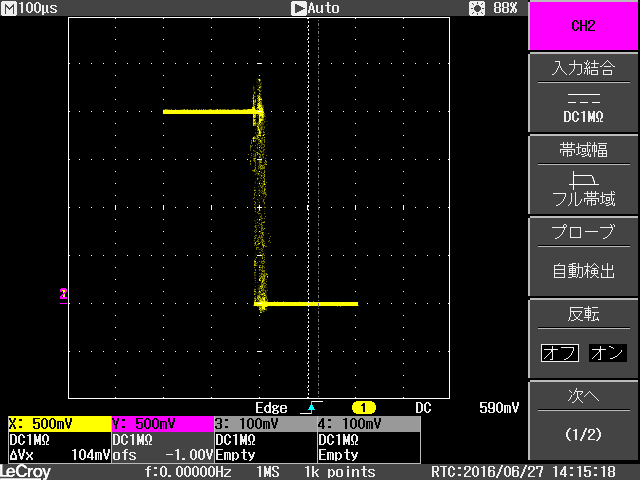 M 100µs
Auto
88%
CH2
入力結合
DC1MΩ
帯域幅
フル帯域
プローブ
自動検出
反転
オフ オン
次へ
(1/2)
2
Edge 1 DC 590mV
X: 500mV Y: 500mV 3: 100mV 4: 100mV
DC1MΩ DC1MΩ DC1MΩ DC1MΩ
ΔVx 104mV ofs -1.00V Empty Empty
LeCroy f:0.00000Hz 1MS 1k points RTC:2016/06/27 14:15:18